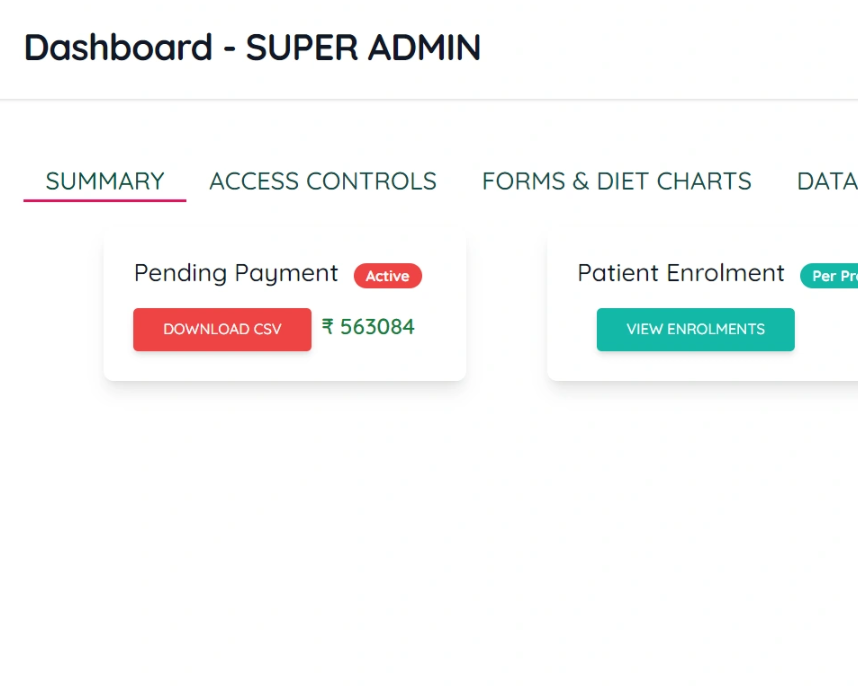 Dashboard - SUPER ADMIN
SUMMARY ACCESS CONTROLS FORMS & DIET CHARTS DATA
Pending Payment Active
DOWNLOAD CSV ₹ 563084
Patient Enrolment Per
VIEW ENROLMENTS